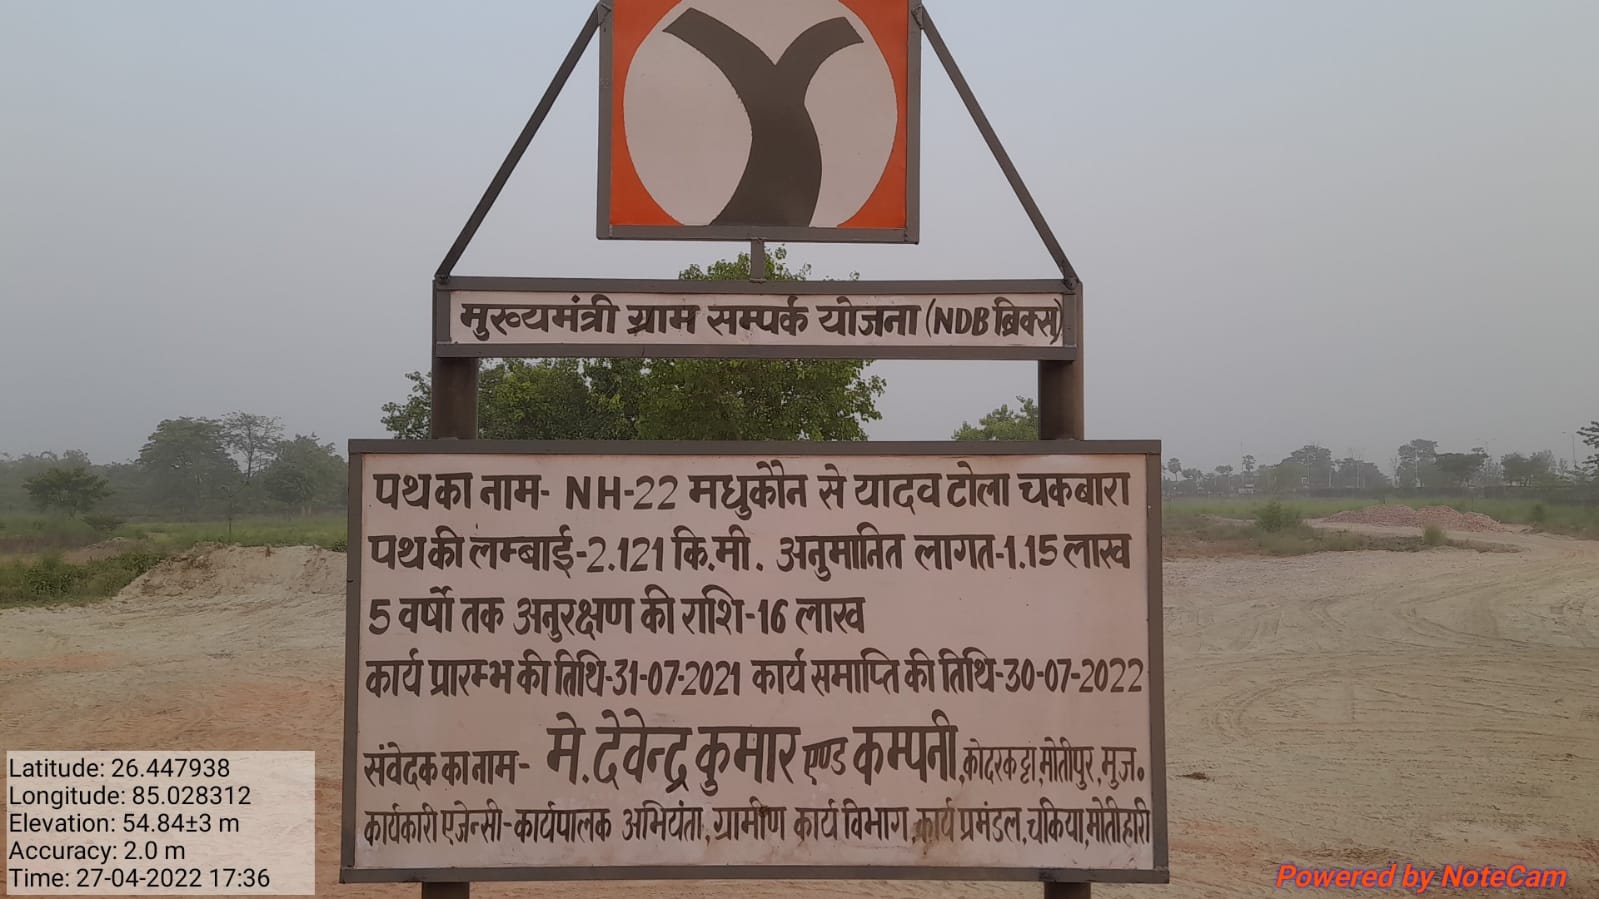 मुख्यमंत्री ग्राम सम्पर्क योजना (NDB ब्रिक्स)
पथ का नाम- NH-22 मधुकौन से यादव टोला चकबारा
पथ की लम्बाई-2.121 कि.मी. अनुमानित लागत-1.15 लाख
5 वर्षो तक अनुरक्षण की राशि-16 लाख
कार्य प्रारम्भ की तिथि-31-07-2021 कार्य समाप्ति की तिथि-30-07-2022
संवेदक का नाम- मे. देवेन्द्र कुमार एण्ड कम्पनी, कोदरकट्टा, मोतीपुर, मुज.
कार्यकारी एजेन्सी-कार्यपालक अभियंता, ग्रामीण कार्य विभाग, कार्य प्रमंडल, चकिया, मोतीहारी
Latitude: 26.447938
Longitude: 85.028312
Elevation: 54.84±3 m
Accuracy: 2.0 m
Time: 27-04-2022 17:36
Powered by NoteCam